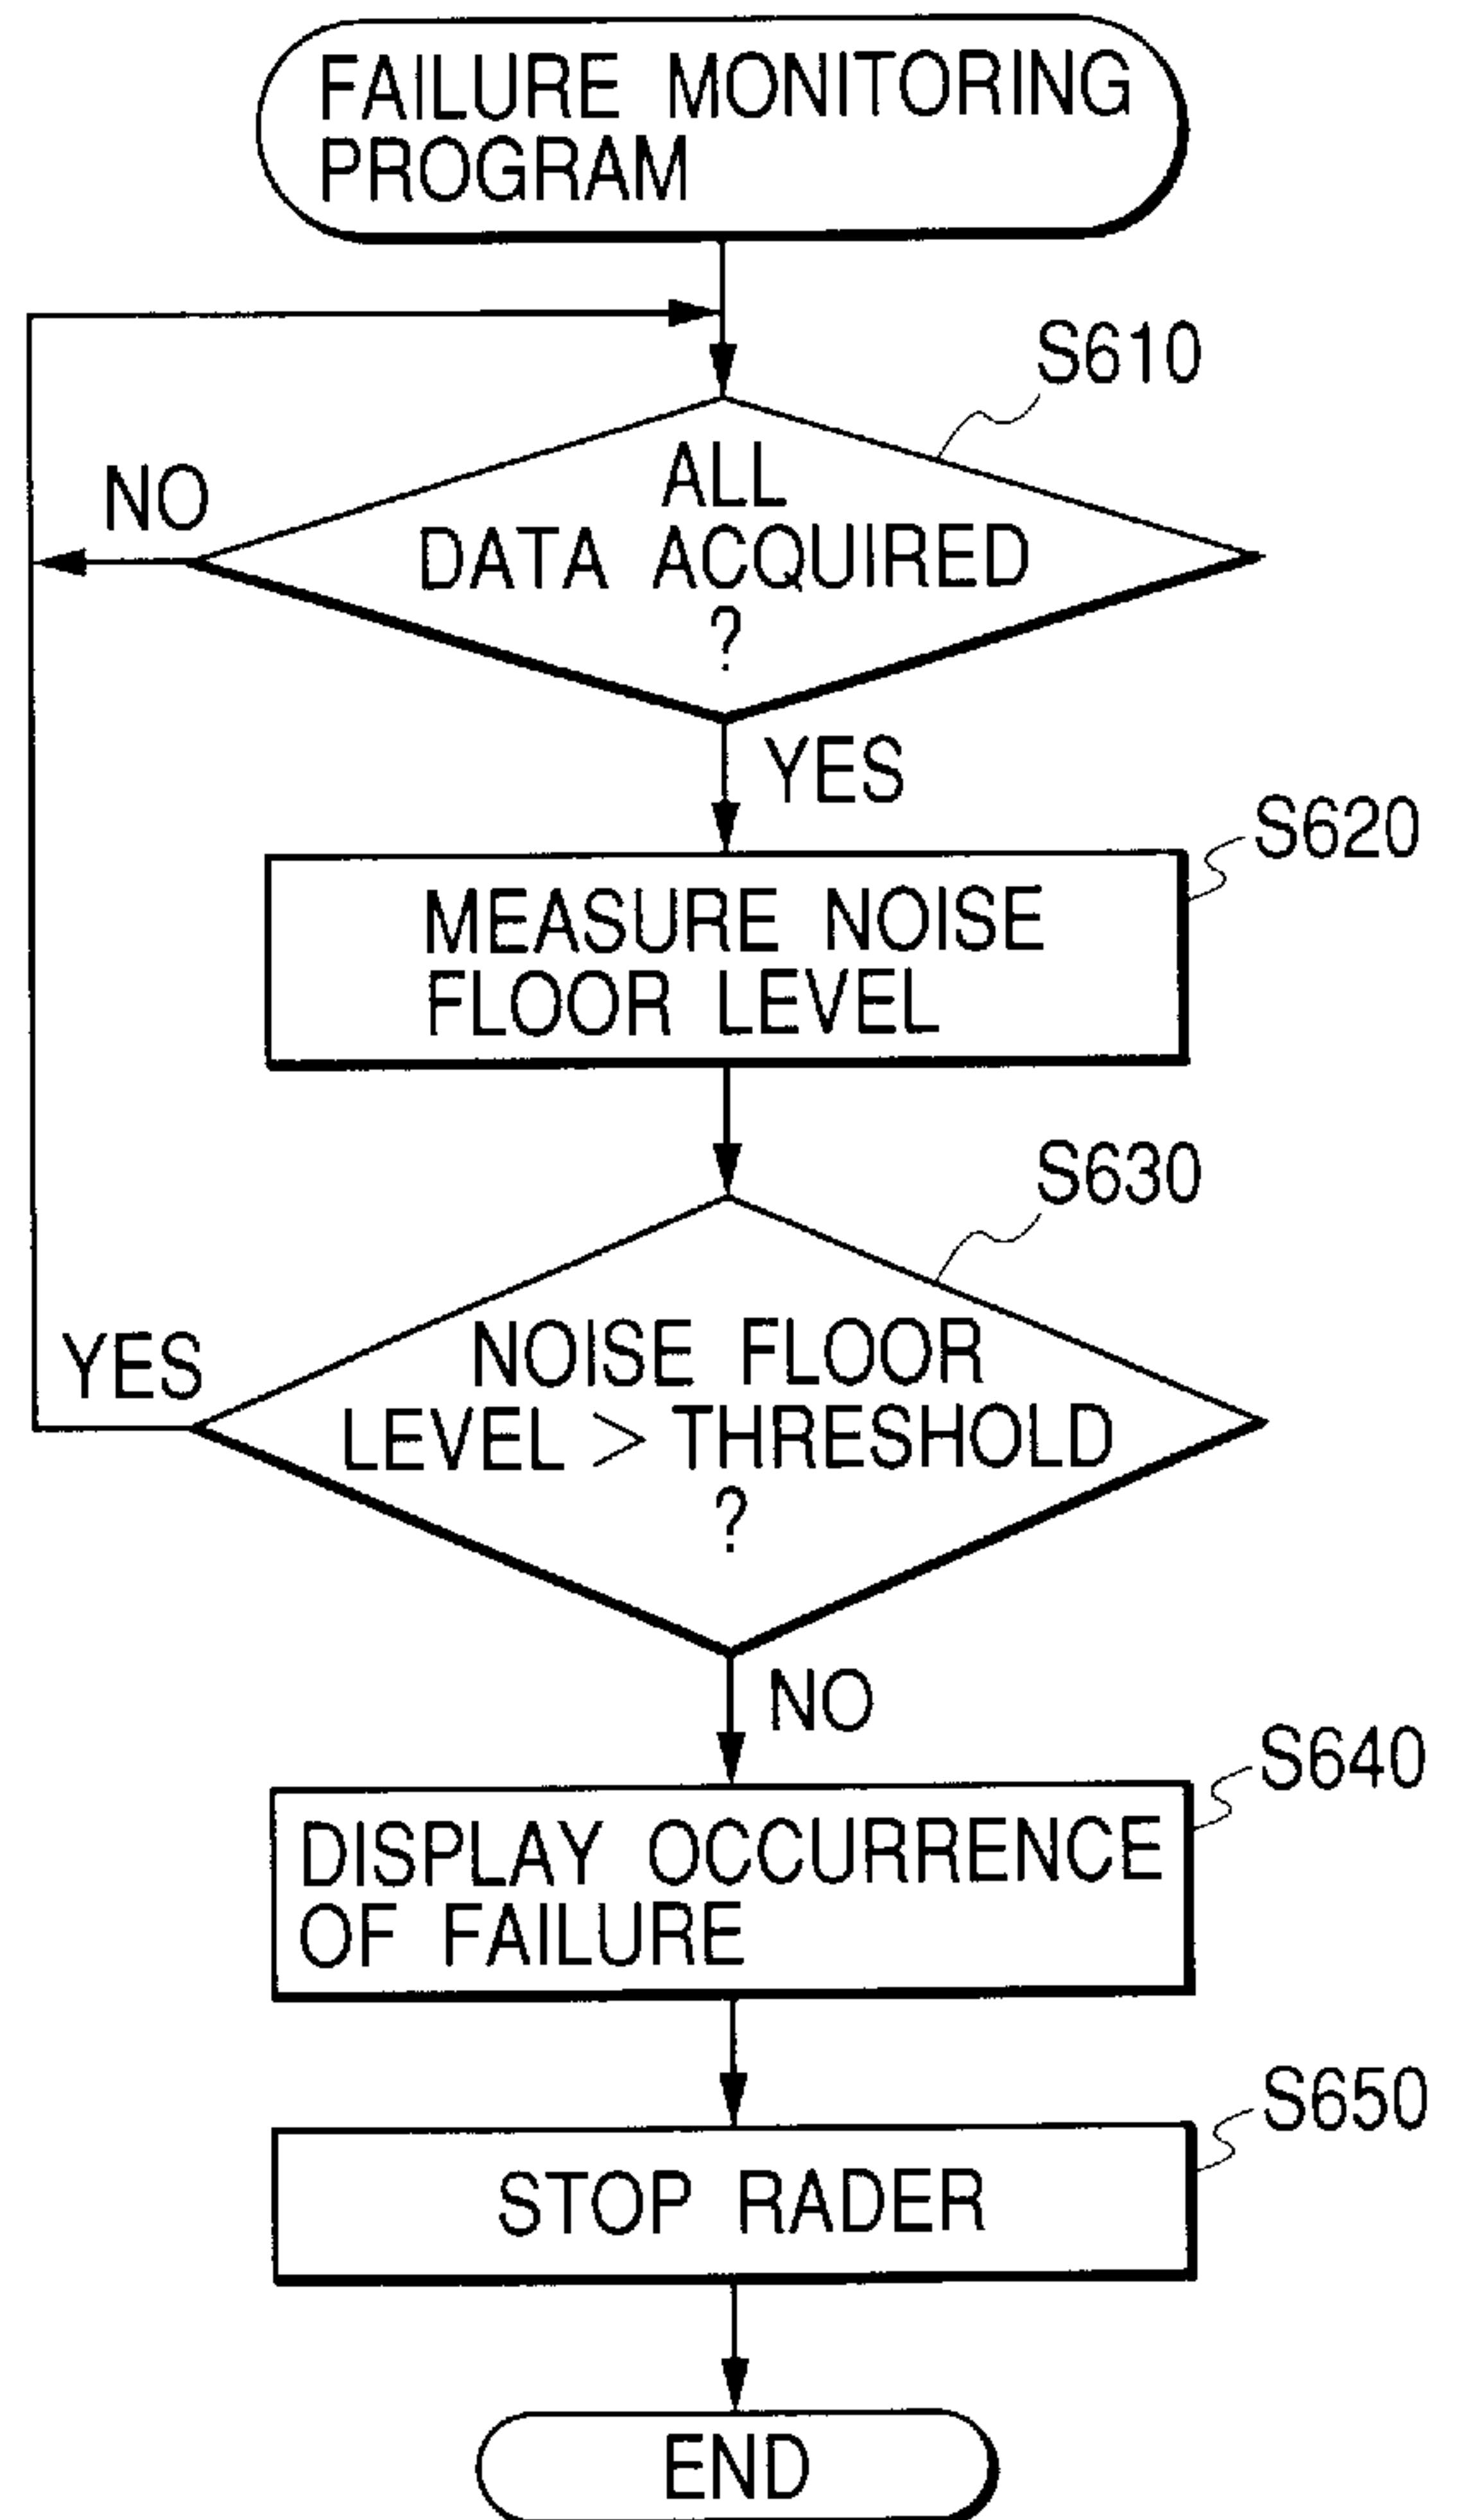 FAILURE MONITORING
PROGRAM
S610
ALL
DATA ACQUIRED
?
NO
YES
S620
MEASURE NOISE
FLOOR LEVEL
S630
NOISE FLOOR
LEVEL > THRESHOLD
?
YES
NO
S640
DISPLAY OCCURRENCE
OF FAILURE
S650
STOP RADER
END